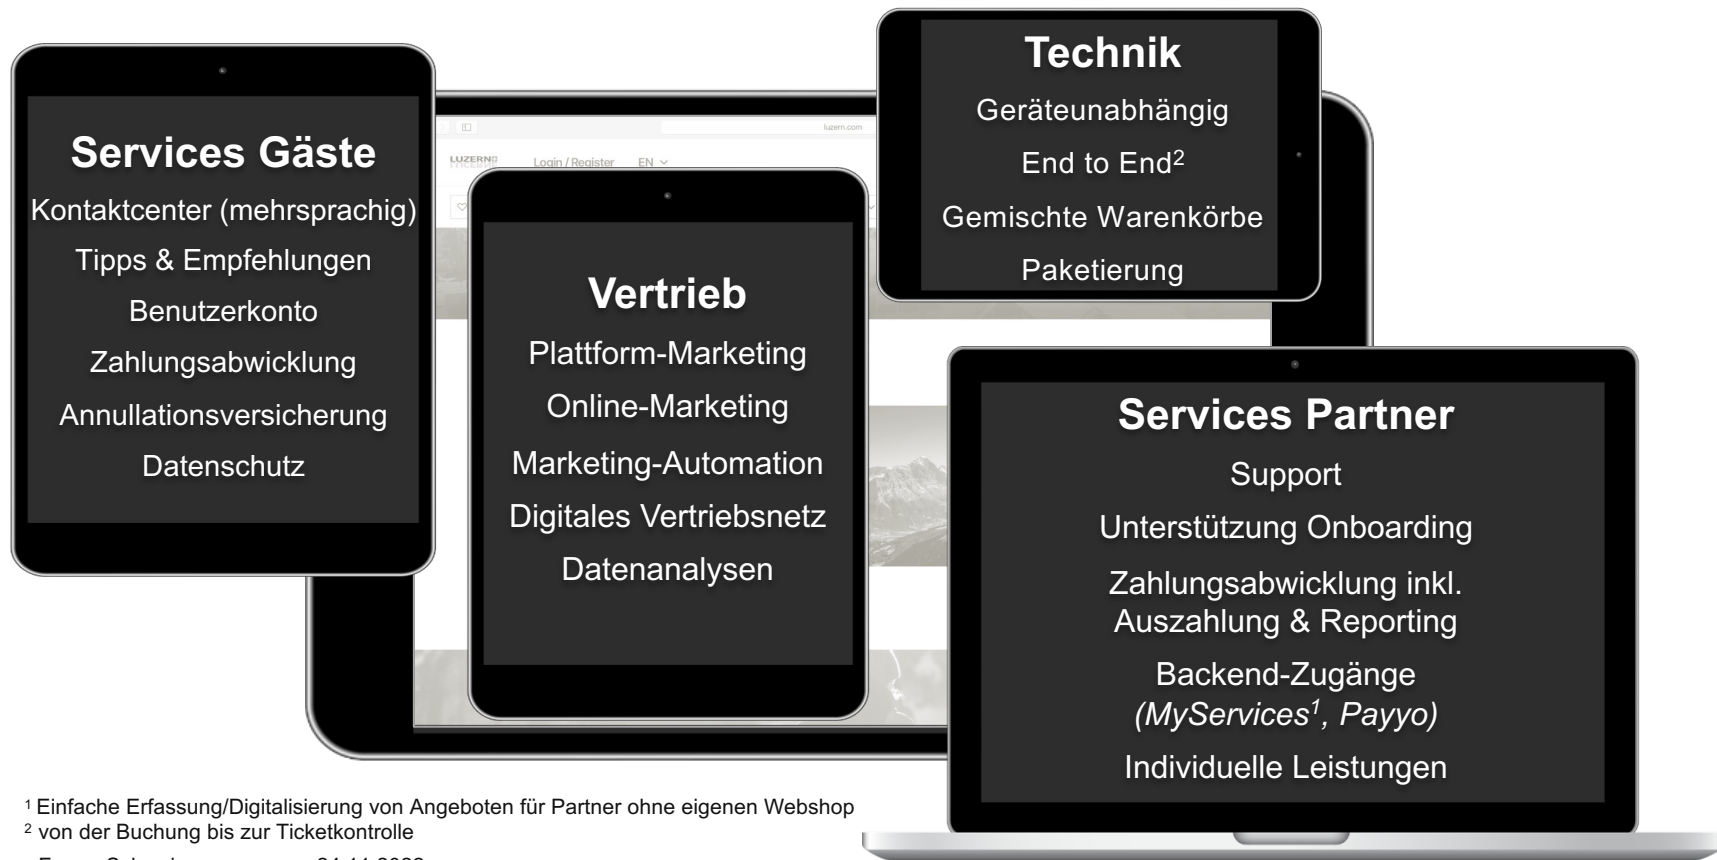 Services Gäste
Kontaktcenter (mehrsprachig)
Tipps & Empfehlungen
Benutzerkonto
Zahlungsabwicklung
Annullationsversicherung
Datenschutz
luzern.com
LUZERN
Login / Register EN
Vertrieb
Plattform-Marketing
Online-Marketing
Marketing-Automation
Digitales Vertriebsnetz
Datenanalysen
Technik
Geräteunabhängig
End to End²
Gemischte Warenkörbe
Paketierung
Services Partner
Support
Unterstützung Onboarding
Zahlungsabwicklung inkl.
Auszahlung & Reporting
Backend-Zugänge
(MyServices¹, Payyo)
Individuelle Leistungen
¹ Einfache Erfassung/Digitalisierung von Angeboten für Partner ohne eigenen Webshop
² von der Buchung bis zur Ticketkontrolle